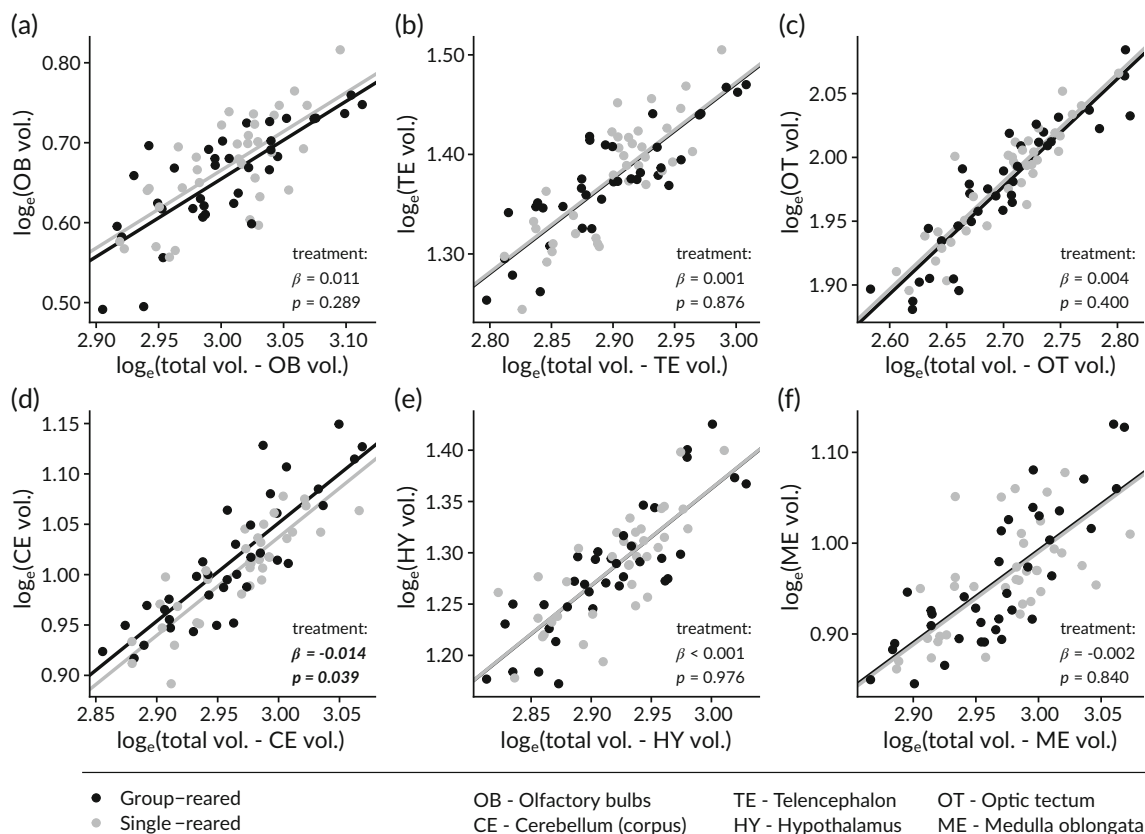 (a)
0.80
0.70
0.60
0.50
logₑ(OB vol.)
treatment:
β = 0.011
p = 0.289
2.90 2.95 3.00 3.05 3.10
logₑ(total vol. - OB vol.)
(b)
1.50
1.40
1.30
logₑ(TE vol.)
treatment:
β = 0.001
p = 0.876
2.80 2.85 2.90 2.95 3.00
logₑ(total vol. - TE vol.)
(c)
2.05
2.00
1.95
1.90
logₑ(OT vol.)
treatment:
β = 0.004
p = 0.400
2.60 2.65 2.70 2.75 2.80
logₑ(total vol. - OT vol.)
(d)
1.15
1.10
1.05
1.00
0.95
0.90
logₑ(CE vol.)
treatment:
β = -0.014
p = 0.039
2.85 2.90 2.95 3.00 3.05
logₑ(total vol. - CE vol.)
(e)
1.40
1.30
1.25
1.20
logₑ(HY vol.)
treatment:
β < 0.001
p = 0.976
2.85 2.90 2.95 3.00
logₑ(total vol. - HY vol.)
(f)
1.10
1.00
0.90
logₑ(ME vol.)
treatment:
β = -0.002
p = 0.840
2.90 2.95 3.00 3.05
logₑ(total vol. - ME vol.)
Group-reared
Single-reared
OB - Olfactory bulbs TE - Telencephalon OT - Optic tectum
CE - Cerebellum (corpus) HY - Hypothalamus ME - Medulla oblongata